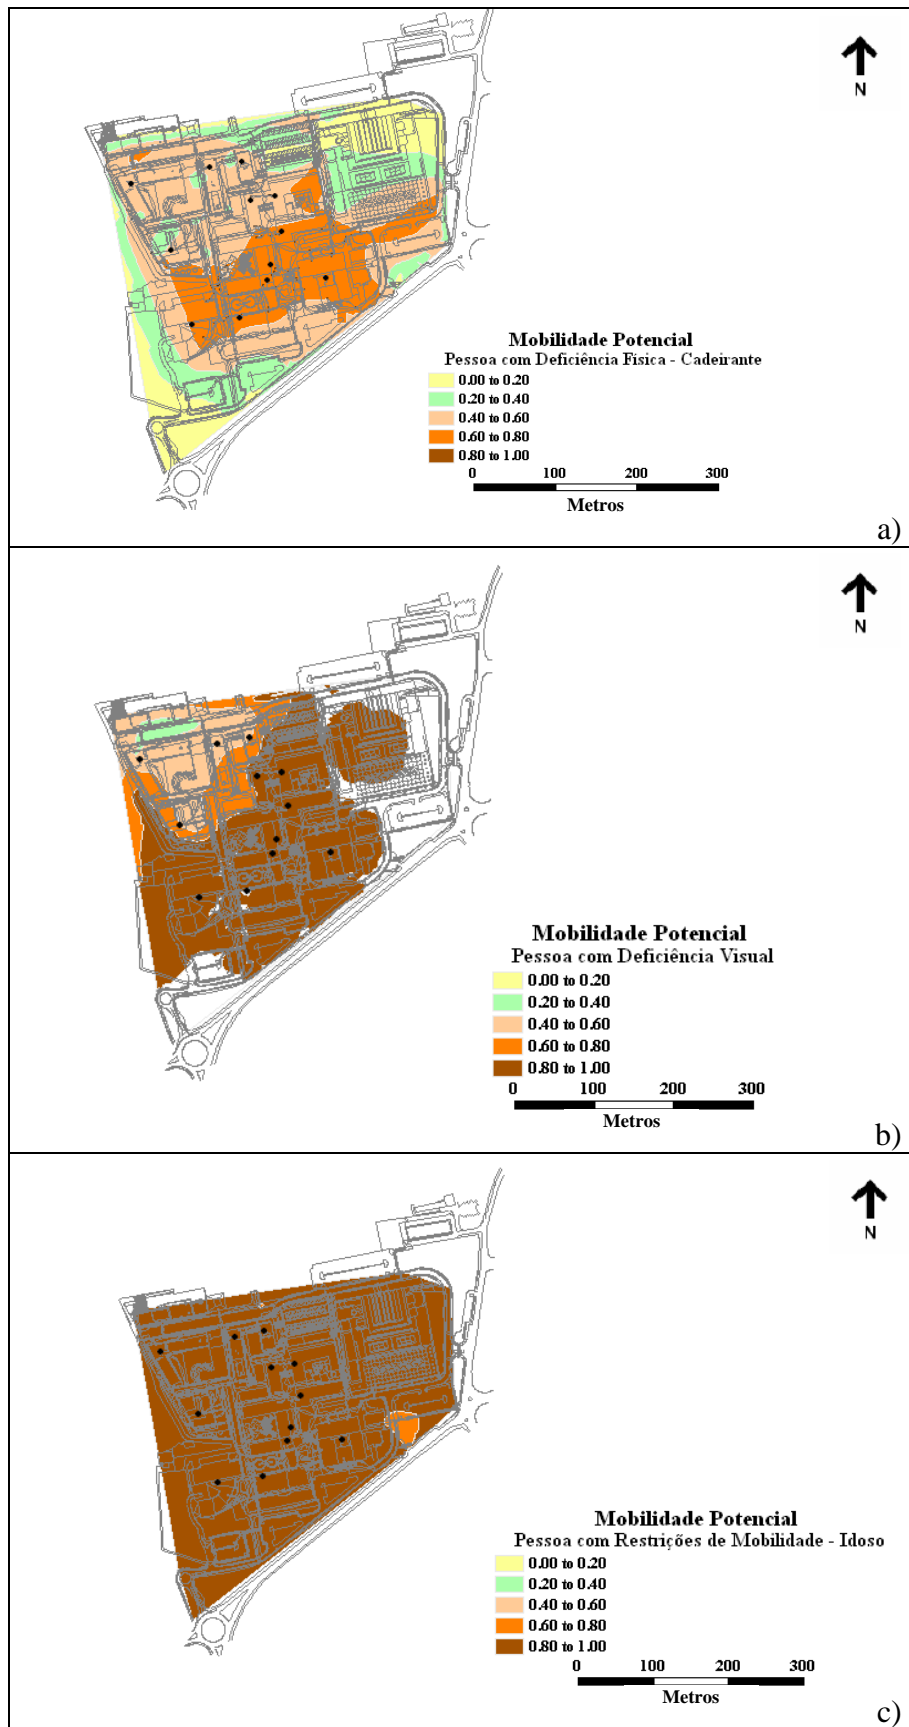 N
Mobilidade Potencial
Pessoa com Deficiência Física - Cadeirante
0.00 to 0.20
0.20 to 0.40
0.40 to 0.60
0.60 to 0.80
0.80 to 1.00
0 100 200 300
Metros
a)
N
Mobilidade Potencial
Pessoa com Deficiência Visual
0.00 to 0.20
0.20 to 0.40
0.40 to 0.60
0.60 to 0.80
0.80 to 1.00
0 100 200 300
Metros
b)
N
Mobilidade Potencial
Pessoa com Restrições de Mobilidade - Idoso
0.00 to 0.20
0.20 to 0.40
0.40 to 0.60
0.60 to 0.80
0.80 to 1.00
0 100 200 300
Metros
c)